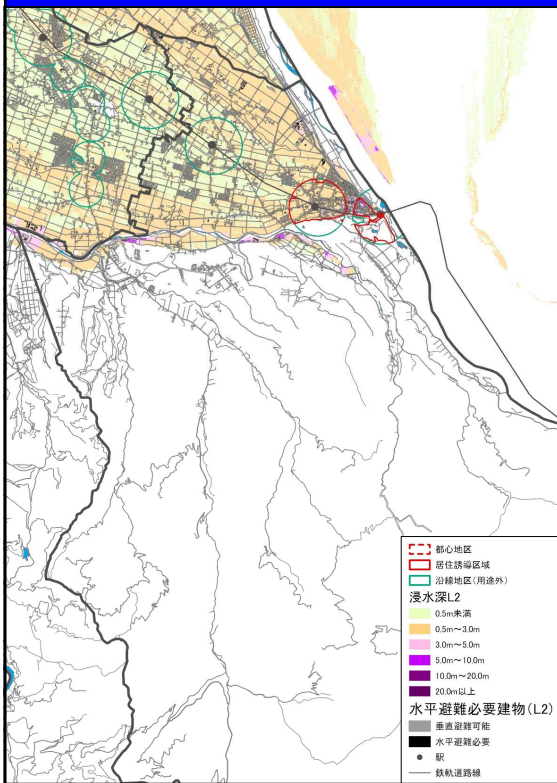 都心地区
居住誘導区域
沿線地区(用途外)
浸水深L2
0.5m未満
0.5m～3.0m
3.0m～5.0m
5.0m～10.0m
10.0m～20.0m
20.0m以上
水平避難必要建物(L2)
垂直避難可能
水平避難必要
駅
鉄軌道路線